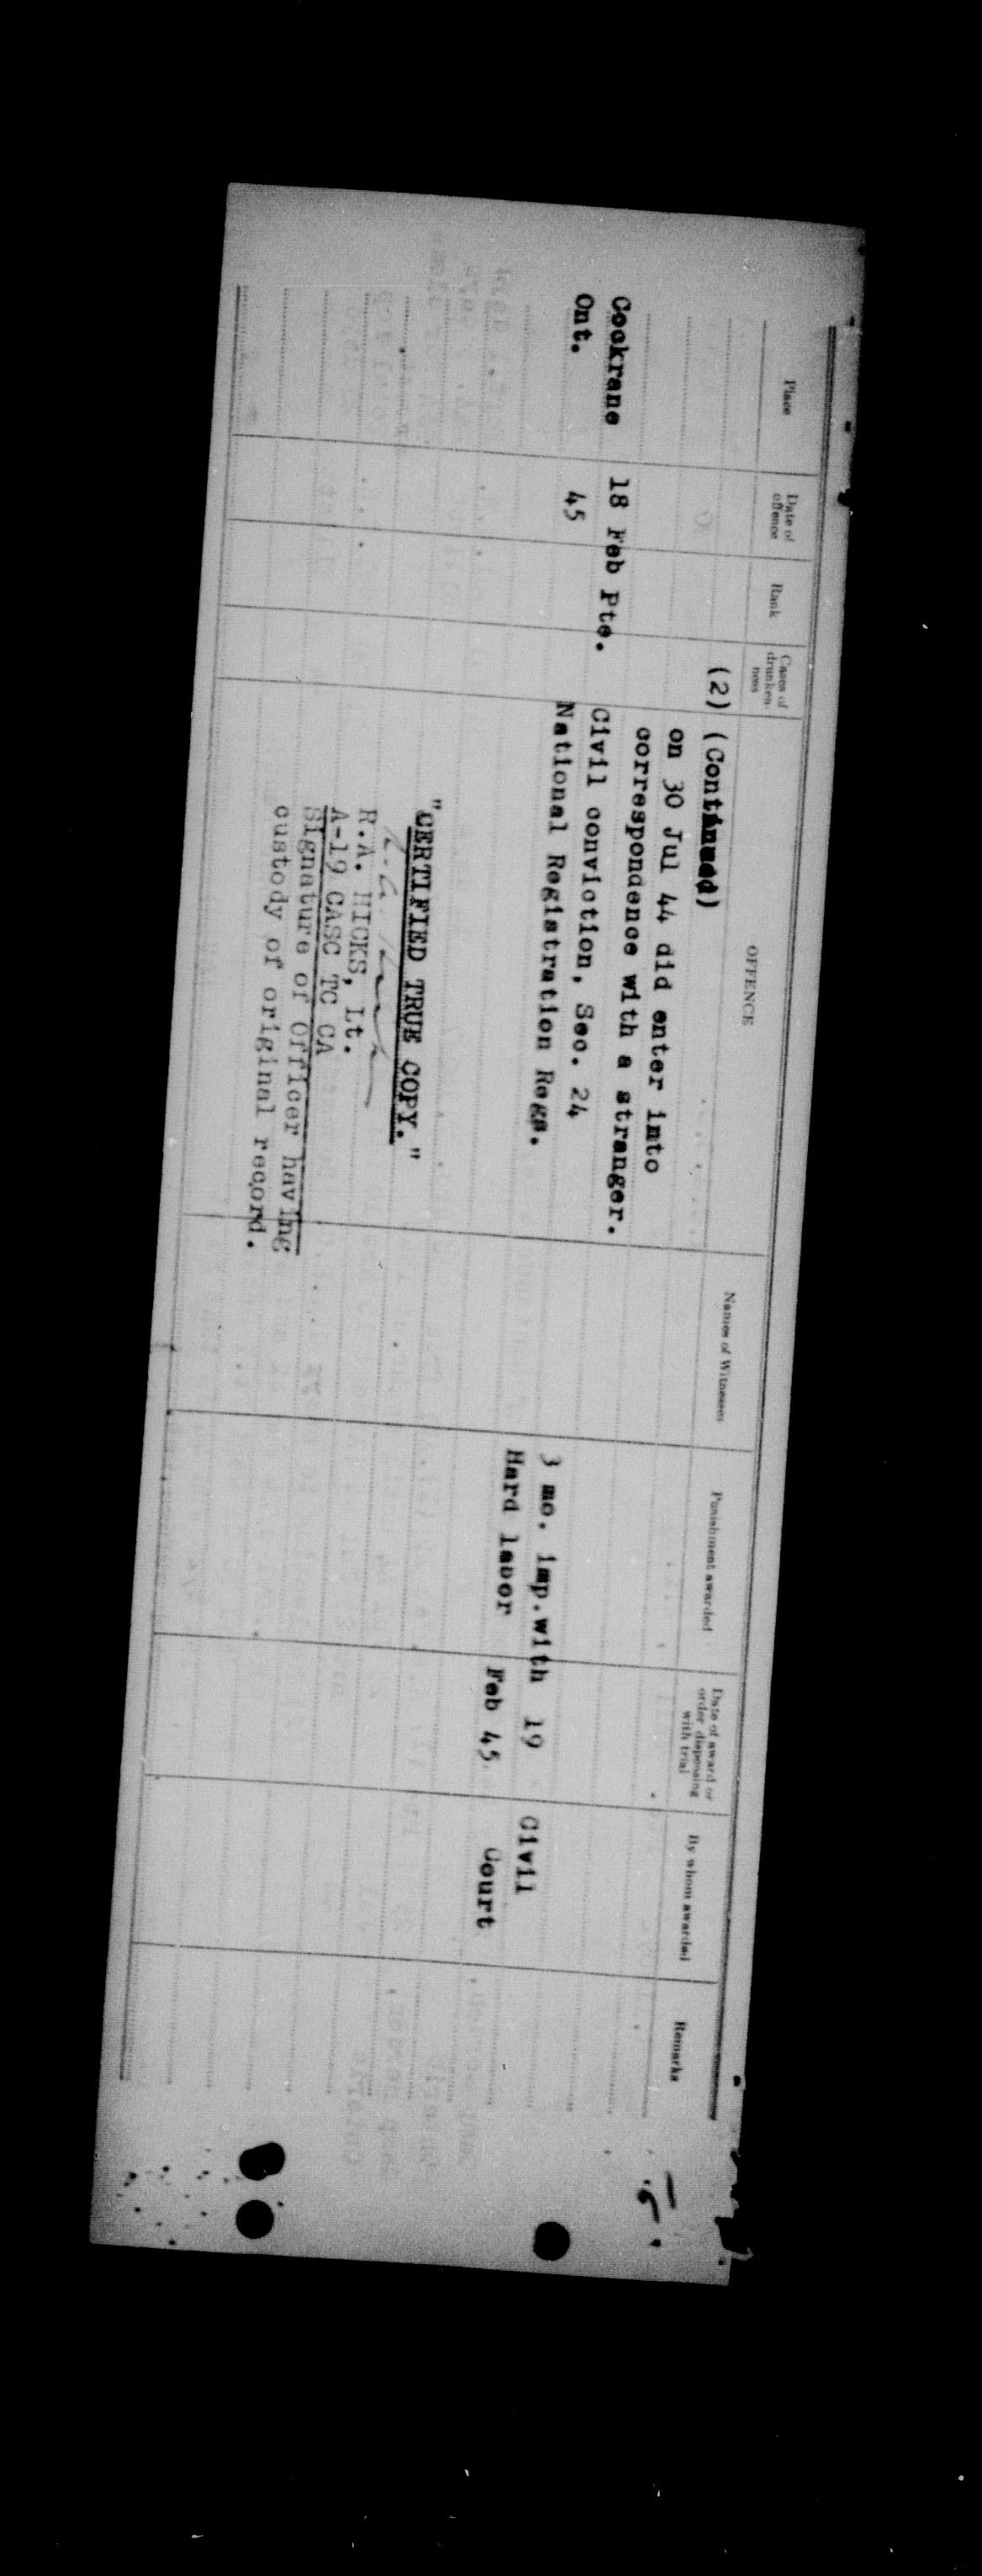 Place Date of offence Rank Cases of drunken-ness OFFENCE Names of Witnesses Punishment awarded Date of award or order dispensing with trial By whom awarded Remarks
(2) (Continued)
on 30 Jul 44 did enter into
correspondence with a stranger.
Cockrane 18 Feb Pte. Civil conviction, Sec. 24 3 mo. imp.with 19 Civil
Ont. 45 National Registration Regs. Hard labor Feb 45. Court
"CERTIFIED TRUE COPY."
R.A. HICKS, Lt.
A-19 CASC TC CA
Signature of Officer having
custody of original record.